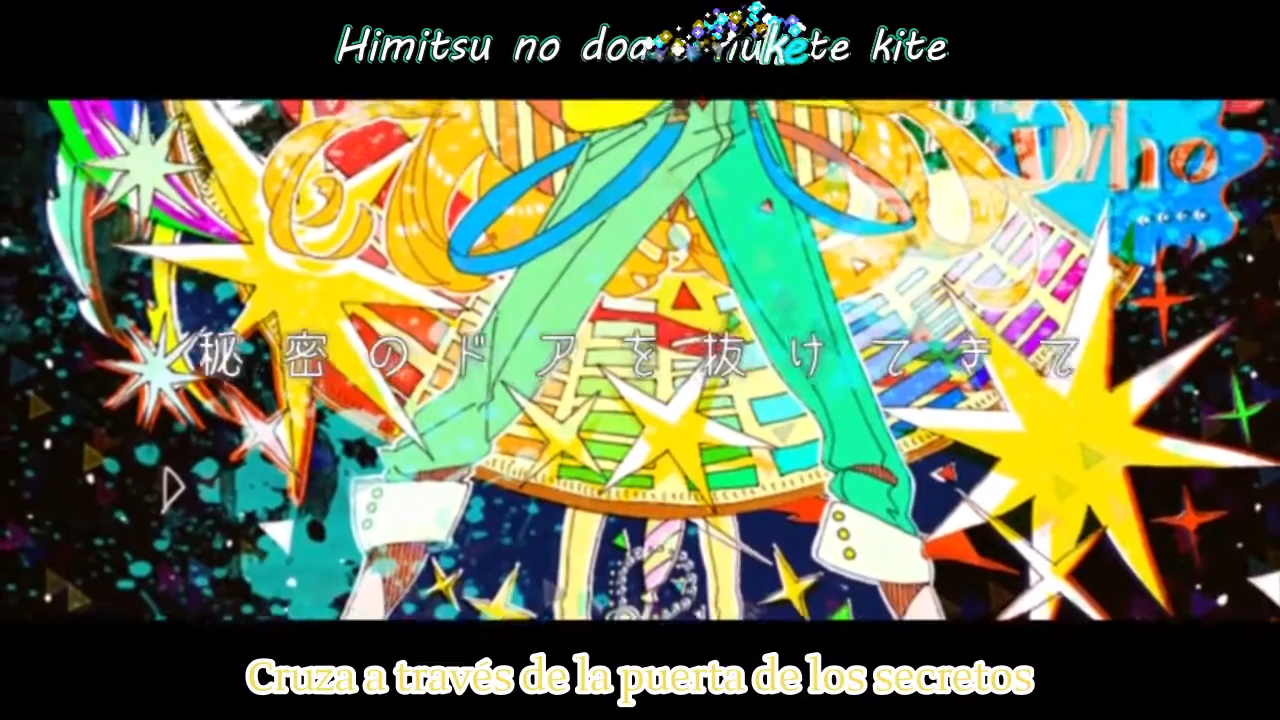 Himitsu no doa nukete kite
秘密のドアを抜けてきて
Cruza a través de la puerta de los secretos